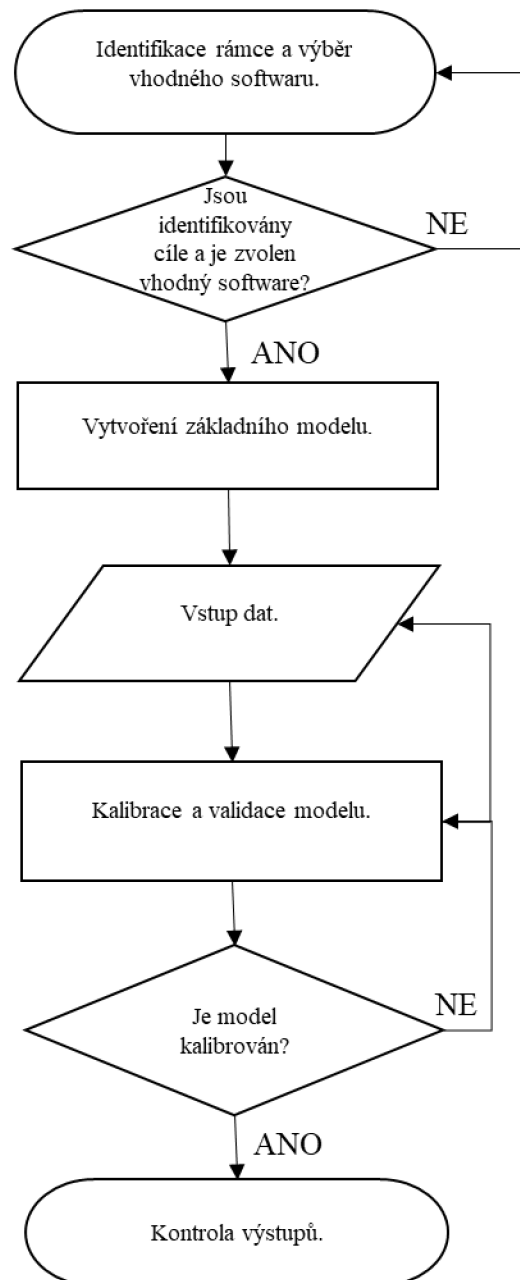 Identifikace rámce a výběr
vhodného softwaru.
Jsou
identifikovány
cíle a je zvolen
vhodný software?
NE
ANO
Vytvoření základního modelu.
Vstup dat.
Kalibrace a validace modelu.
Je model
kalibrován?
NE
ANO
Kontrola výstupů.